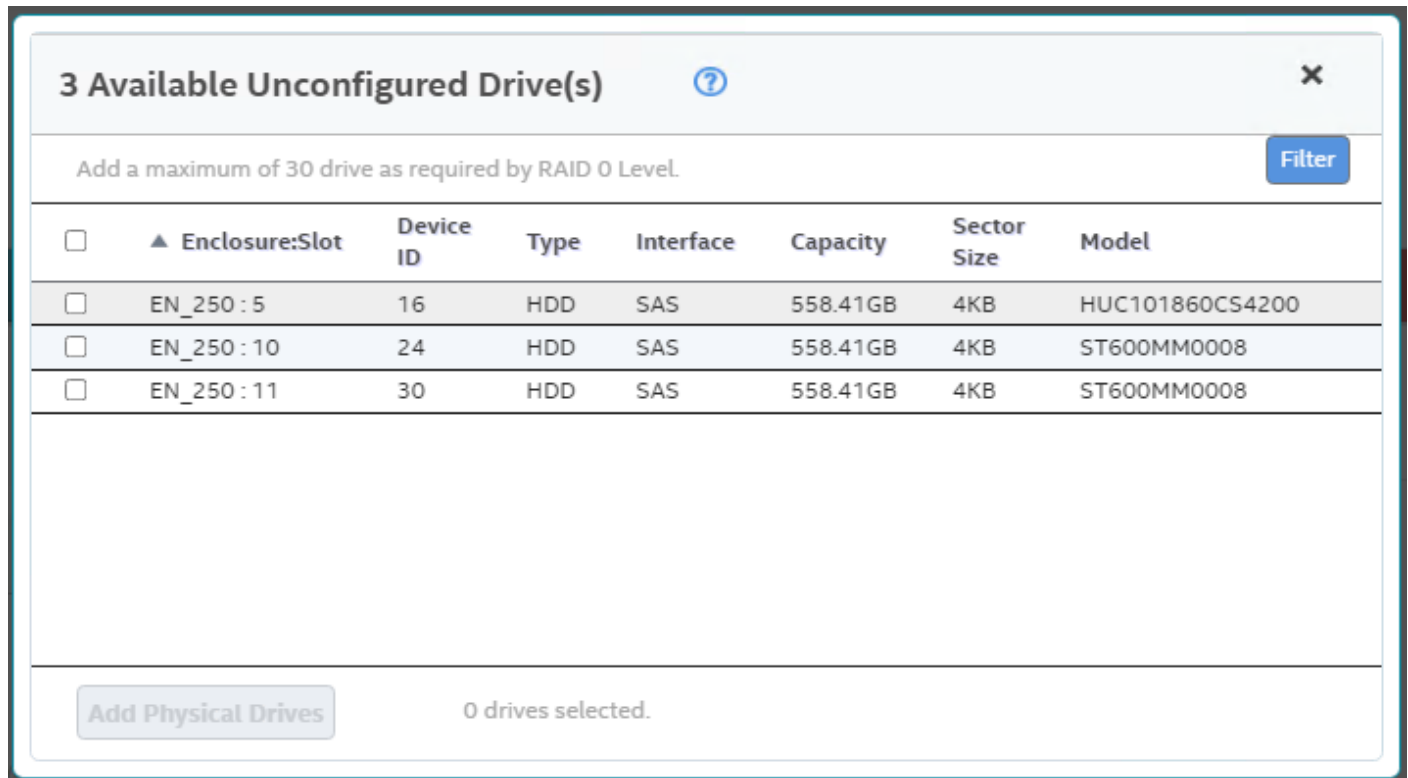 3 Available Unconfigured Drive(s) ?
Add a maximum of 30 drive as required by RAID 0 Level.
Filter
Enclosure:Slot Device ID Type Interface Capacity Sector Size Model
EN_250 : 5 16 HDD SAS 558.41GB 4KB HUC101860CS4200
EN_250 : 10 24 HDD SAS 558.41GB 4KB ST600MM0008
EN_250 : 11 30 HDD SAS 558.41GB 4KB ST600MM0008
Add Physical Drives 0 drives selected.